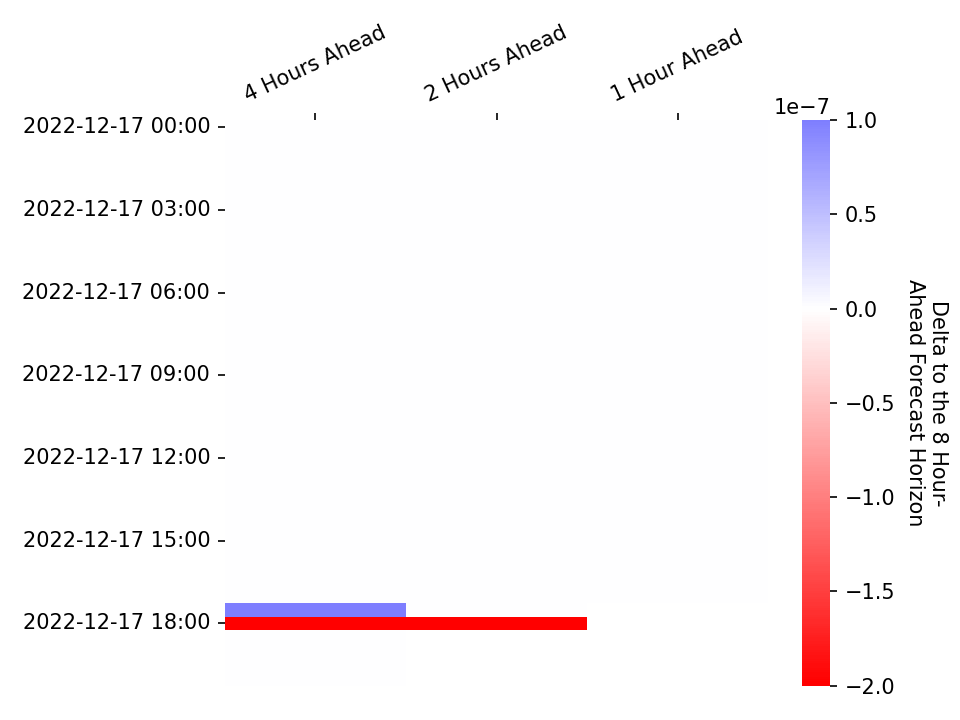 4 Hours Ahead
2 Hours Ahead
1 Hour Ahead
1e−7
2022-12-17 00:00
2022-12-17 03:00
2022-12-17 06:00
2022-12-17 09:00
2022-12-17 12:00
2022-12-17 15:00
2022-12-17 18:00
1.0
0.5
0.0
−0.5
−1.0
−1.5
−2.0
Delta to the 8 Hour-
Ahead Forecast Horizon